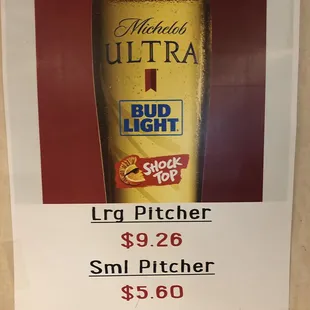 Michelob
ULTRA
BUD
LIGHT
SHOCK
TOP
Lrg Pitcher
$9.26
Sml Pitcher
$5.60